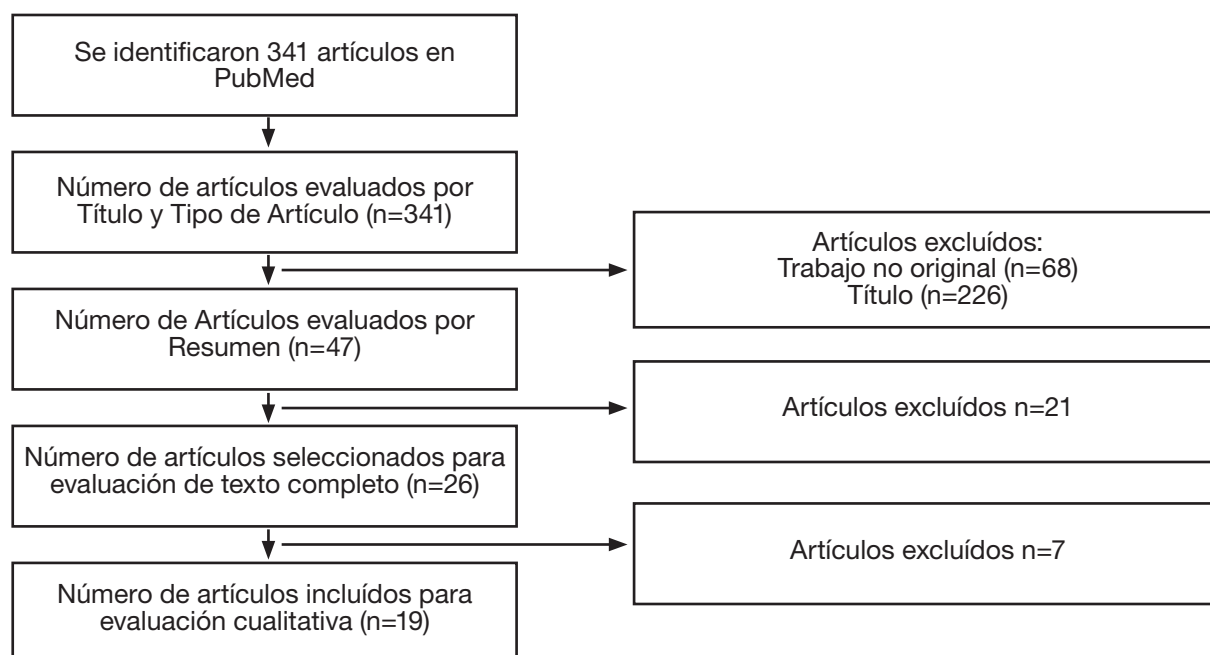 Se identificaron 341 artículos en
PubMed
Número de artículos evaluados por
Título y Tipo de Artículo (n=341)
Artículos excluídos:
Trabajo no original (n=68)
Título (n=226)
Número de Artículos evaluados por
Resumen (n=47)
Artículos excluídos n=21
Número de artículos seleccionados para
evaluación de texto completo (n=26)
Artículos excluídos n=7
Número de artículos incluídos para
evaluación cualitativa (n=19)